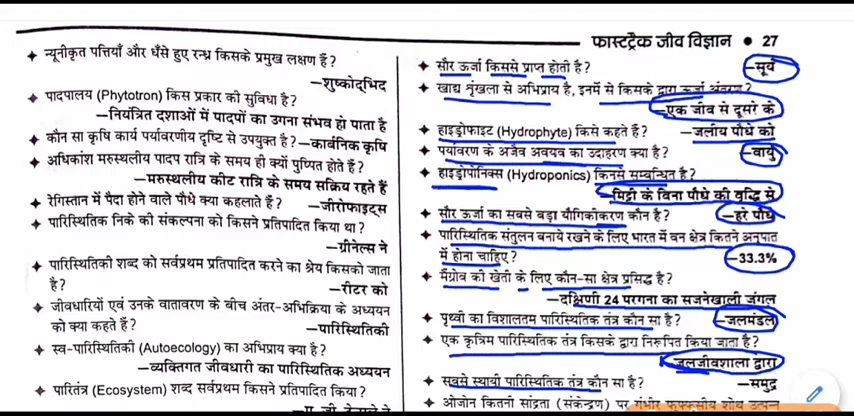 फास्टट्रैक जीव विज्ञान ● 27
न्यूनीकृत पत्तियाँ और धँसे हुए रन्ध्र किसके प्रमुख लक्षण हैं?
—शुष्कोद्भिद
पादपालय (Phytotron) किस प्रकार की सुविधा है?
—नियंत्रित दशाओं में पादपों का उगना संभव हो पाता है
कौन सा कृषि कार्य पर्यावरणीय दृष्टि से उपयुक्त है?—कार्बनिक कृषि
अधिकांश मरुस्थलीय पादप रात्रि के समय ही क्यों पुष्पित होते हैं?
—मरुस्थलीय कीट रात्रि के समय सक्रिय रहते हैं
रेगिस्तान में पैदा होने वाले पौधे क्या कहलाते हैं? —जीरोफाइट्स
पारिस्थितिक निके की संकल्पना को किसने प्रतिपादित किया था?
—ग्रीनेल्स ने
पारिस्थितिकी शब्द को सर्वप्रथम प्रतिपादित करने का श्रेय किसको जाता
है? —रीटर को
जीवधारियों एवं उनके वातावरण के बीच अंतर-अभिक्रिया के अध्ययन
को क्या कहते हैं? —पारिस्थितिकी
स्व-पारिस्थितिकी (Autoecology) का अभिप्राय क्या है?
—व्यक्तिगत जीवधारी का पारिस्थितिक अध्ययन
पारितंत्र (Ecosystem) शब्द सर्वप्रथम किसने प्रतिपादित किया?
सौर ऊर्जा किससे प्राप्त होती है? —सूर्य
खाद्य शृंखला से अभिप्राय है, इनमें से किसके द्वारा ऊर्जा अंतरण?
—एक जीव से दूसरे के
हाइड्रोफाइट (Hydrophyte) किसे कहते हैं? —जलीय पौधे को
पर्यावरण के अजैव अवयव का उदाहरण क्या है? —वायु
हाइड्रोपोनिक्स (Hydroponics) किनसे सम्बन्धित है?
—मिट्टी के बिना पौधे की वृद्धि से
सौर ऊर्जा का सबसे बड़ा यौगिकीकरण कौन है? —हरे पौधे
पारिस्थितिक संतुलन बनाये रखने के लिए भारत में वन क्षेत्र कितने अनुपात
में होना चाहिए? —33.3%
मैंग्रोव की खेती के लिए कौन-सा क्षेत्र प्रसिद्ध है?
—दक्षिणी 24 परगना का सजनेखाली जंगल
पृथ्वी का विशालतम पारिस्थितिक तंत्र कौन सा है? —जलमंडल
एक कृत्रिम पारिस्थितिक तंत्र किसके द्वारा निरूपित किया जाता है?
—जलजीवशाला द्वारा
सबसे स्थायी पारिस्थितिक तंत्र कौन सा है? —समुद्र
ओजोन कितनी सांद्रता (संकेन्द्रण) पर गंभीर